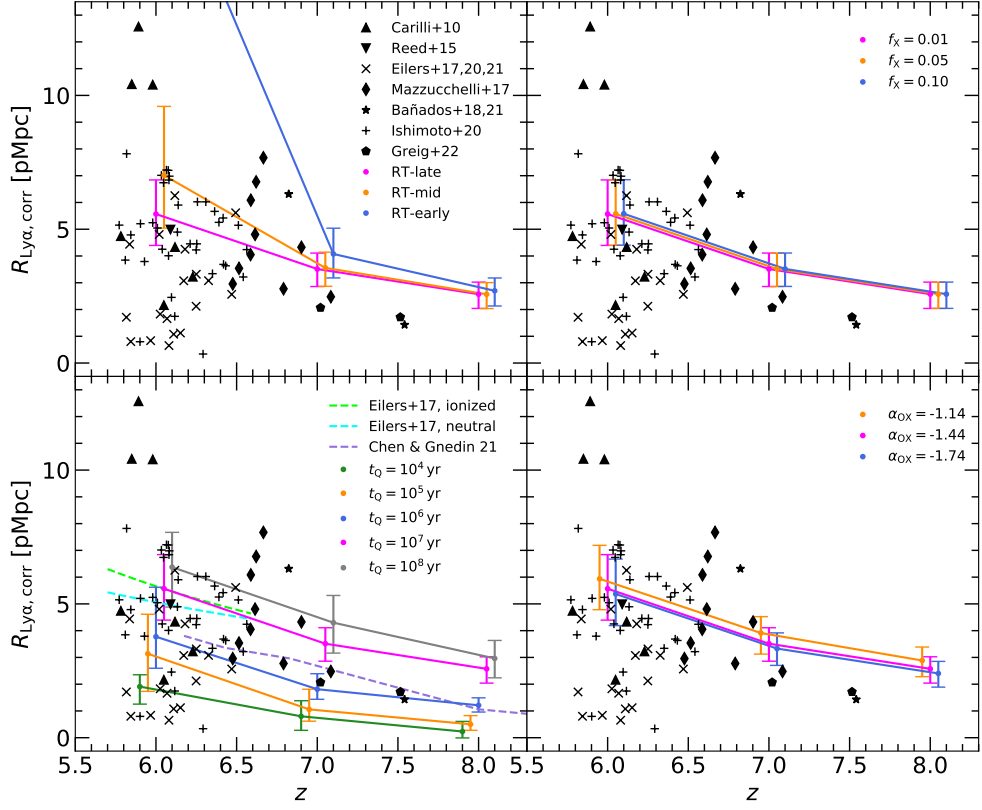 10
5
0
R_Lyα, corr [pMpc]
Carilli+10
Reed+15
Eilers+17,20,21
Mazzucchelli+17
Bañados+18,21
Ishimoto+20
Greig+22
RT-late
RT-mid
RT-early
f_X = 0.01
f_X = 0.05
f_X = 0.10
10
5
0
R_Lyα, corr [pMpc]
Eilers+17, ionized
Eilers+17, neutral
Chen & Gnedin 21
t_Q = 10^4 yr
t_Q = 10^5 yr
t_Q = 10^6 yr
t_Q = 10^7 yr
t_Q = 10^8 yr
α_OX = -1.14
α_OX = -1.44
α_OX = -1.74
5.5 6.0 6.5 7.0 7.5 8.0 5.5 6.0 6.5 7.0 7.5 8.0
z z